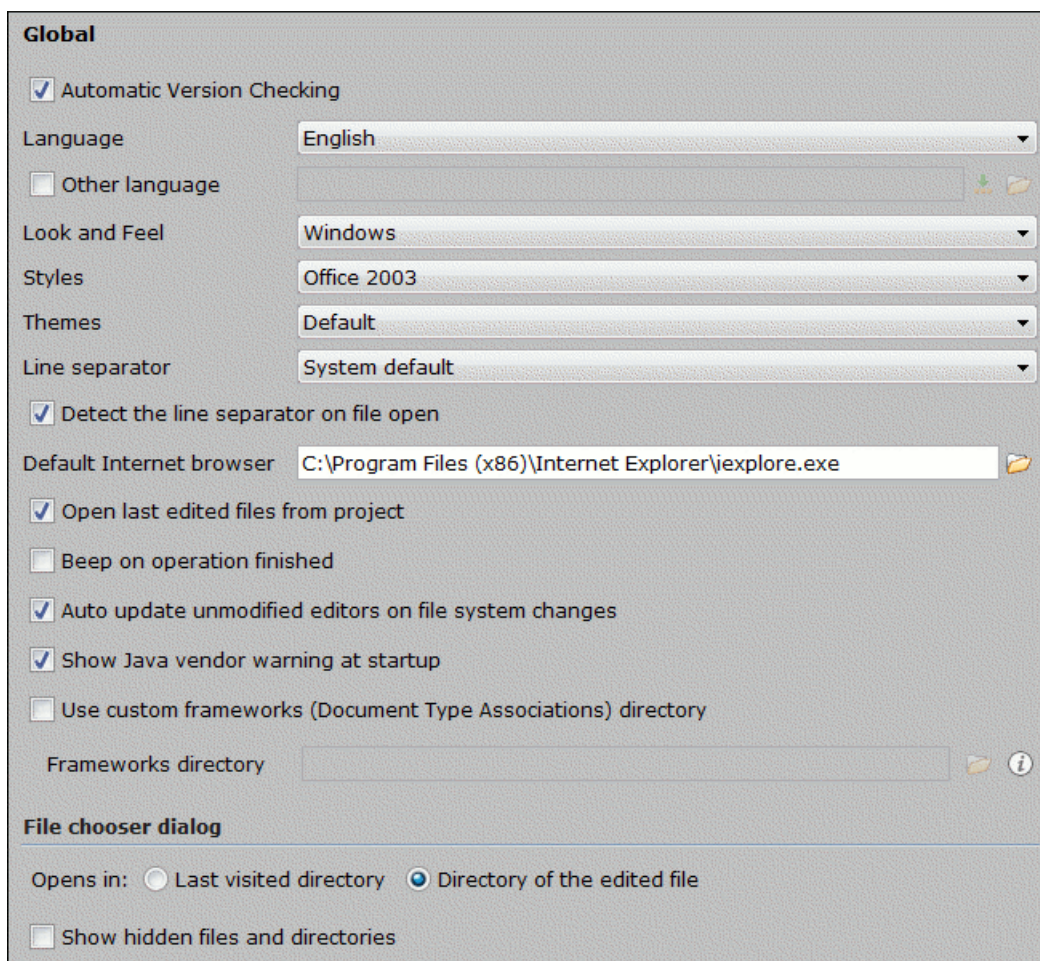 Global
Automatic Version Checking
Language English
Other language
Look and Feel Windows
Styles Office 2003
Themes Default
Line separator System default
Detect the line separator on file open
Default Internet browser C:\Program Files (x86)\Internet Explorer\iexplore.exe
Open last edited files from project
Beep on operation finished
Auto update unmodified editors on file system changes
Show Java vendor warning at startup
Use custom frameworks (Document Type Associations) directory
Frameworks directory
File chooser dialog
Opens in: Last visited directory Directory of the edited file
Show hidden files and directories